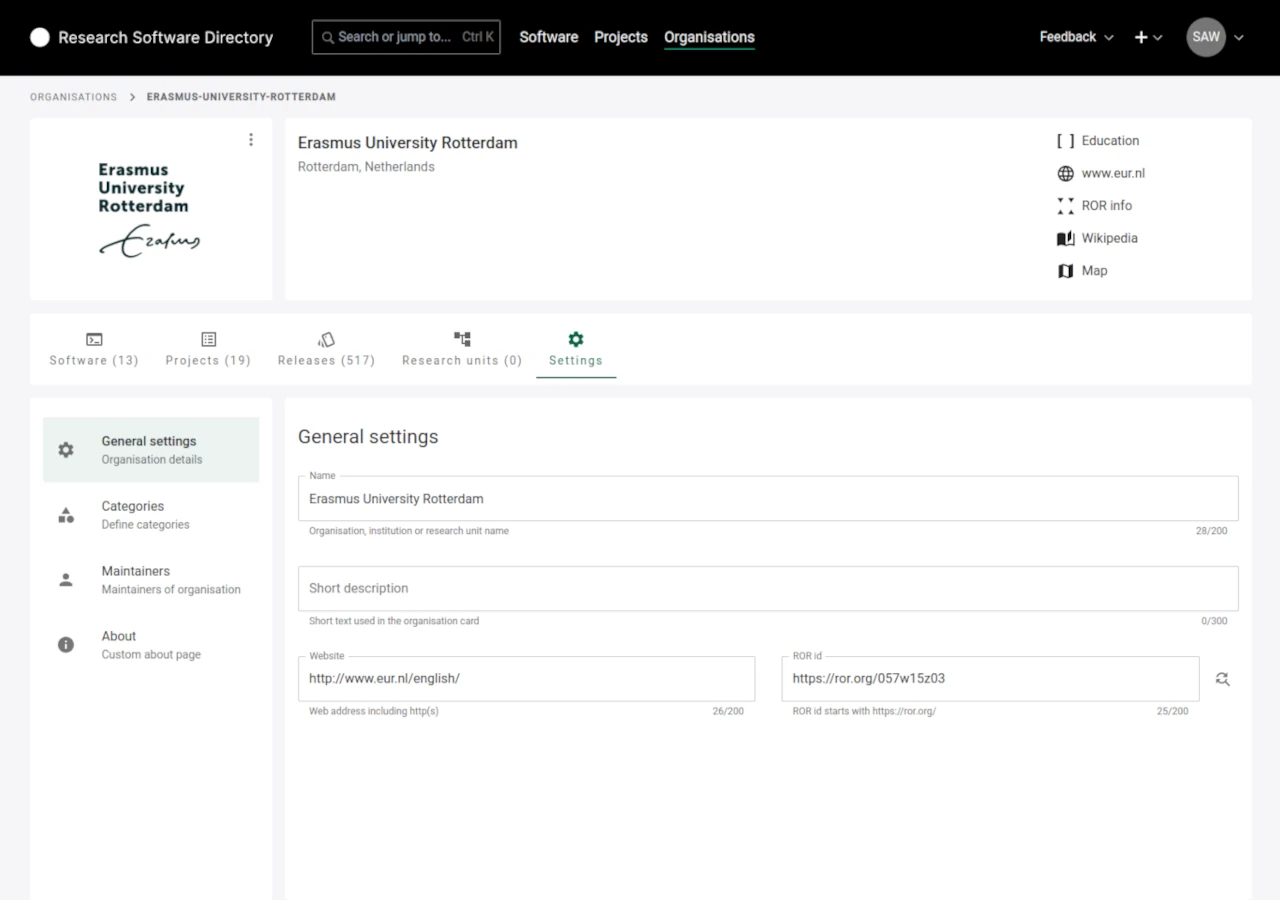 Research Software Directory
Search or jump to... Ctrl K
Software
Projects
Organisations
Feedback
SAW
ORGANISATIONS
ERASMUS-UNIVERSITY-ROTTERDAM
Erasmus
University
Rotterdam
Erasmus
Erasmus University Rotterdam
Rotterdam, Netherlands
Education
www.eur.nl
ROR info
Wikipedia
Map
Software (13)
Projects (19)
Releases (517)
Research units (0)
Settings
General settings
Organisation details
Categories
Define categories
Maintainers
Maintainers of organisation
About
Custom about page
General settings
Name
Erasmus University Rotterdam
Organisation, institution or research unit name
28/200
Short description
Short text used in the organisation card
0/300
Website
http://www.eur.nl/english/
Web address including http(s)
26/200
ROR id
https://ror.org/057w15z03
ROR id starts with https://ror.org/
25/200